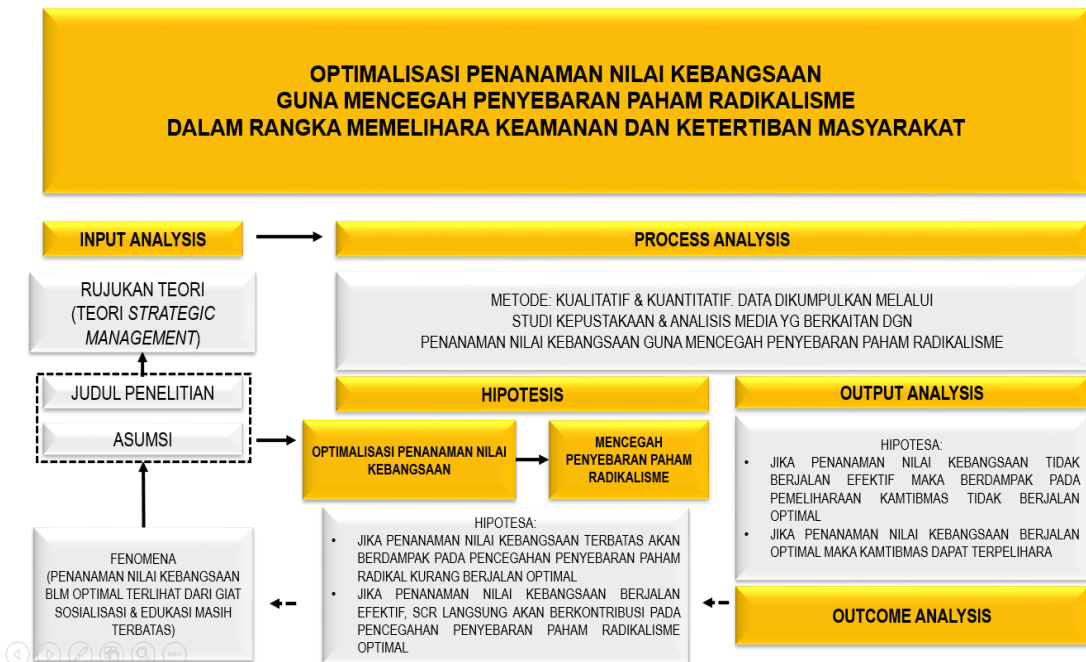 OPTIMALISASI PENANAMAN NILAI KEBANGSAAN
GUNA MENCEGAH PENYEBARAN PAHAM RADIKALISME
DALAM RANGKA MEMELIHARA KEAMANAN DAN KETERTIBAN MASYARAKAT
INPUT ANALYSIS
PROCESS ANALYSIS
RUJUKAN TEORI
(TEORI STRATEGIC
MANAGEMENT)
METODE: KUALITATIF & KUANTITATIF. DATA DIKUMPULKAN MELALUI
STUDI KEPUSTAKAAN & ANALISIS MEDIA YG BERKAITAN DGN
PENANAMAN NILAI KEBANGSAAN GUNA MENCEGAH PENYEBARAN PAHAM RADIKALISME
JUDUL PENELITIAN
ASUMSI
HIPOTESIS
OUTPUT ANALYSIS
OPTIMALISASI PENANAMAN NILAI
KEBANGSAAN
MENCEGAH
PENYEBARAN PAHAM
RADIKALISME
HIPOTESA:
• JIKA PENANAMAN NILAI KEBANGSAAN TIDAK
BERJALAN EFEKTIF MAKA BERDAMPAK PADA
PEMELIHARAAN KAMTIBMAS TIDAK BERJALAN
OPTIMAL
• JIKA PENANAMAN NILAI KEBANGSAAN BERJALAN
OPTIMAL MAKA KAMTIBMAS DAPAT TERPELIHARA
FENOMENA
(PENANAMAN NILAI KEBANGSAAN
BLM OPTIMAL TERLIHAT DARI GIAT
SOSIALISASI & EDUKASI MASIH
TERBATAS)
HIPOTESA:
• JIKA PENANAMAN NILAI KEBANGSAAN TERBATAS AKAN
BERDAMPAK PADA PENCEGAHAN PENYEBARAN PAHAM
RADIKAL KURANG BERJALAN OPTIMAL
• JIKA PENANAMAN NILAI KEBANGSAAN BERJALAN
EFEKTIF, SCR LANGSUNG AKAN BERKONTRIBUSI PADA
PENCEGAHAN PENYEBARAN PAHAM RADIKALISME
OPTIMAL
OUTCOME ANALYSIS